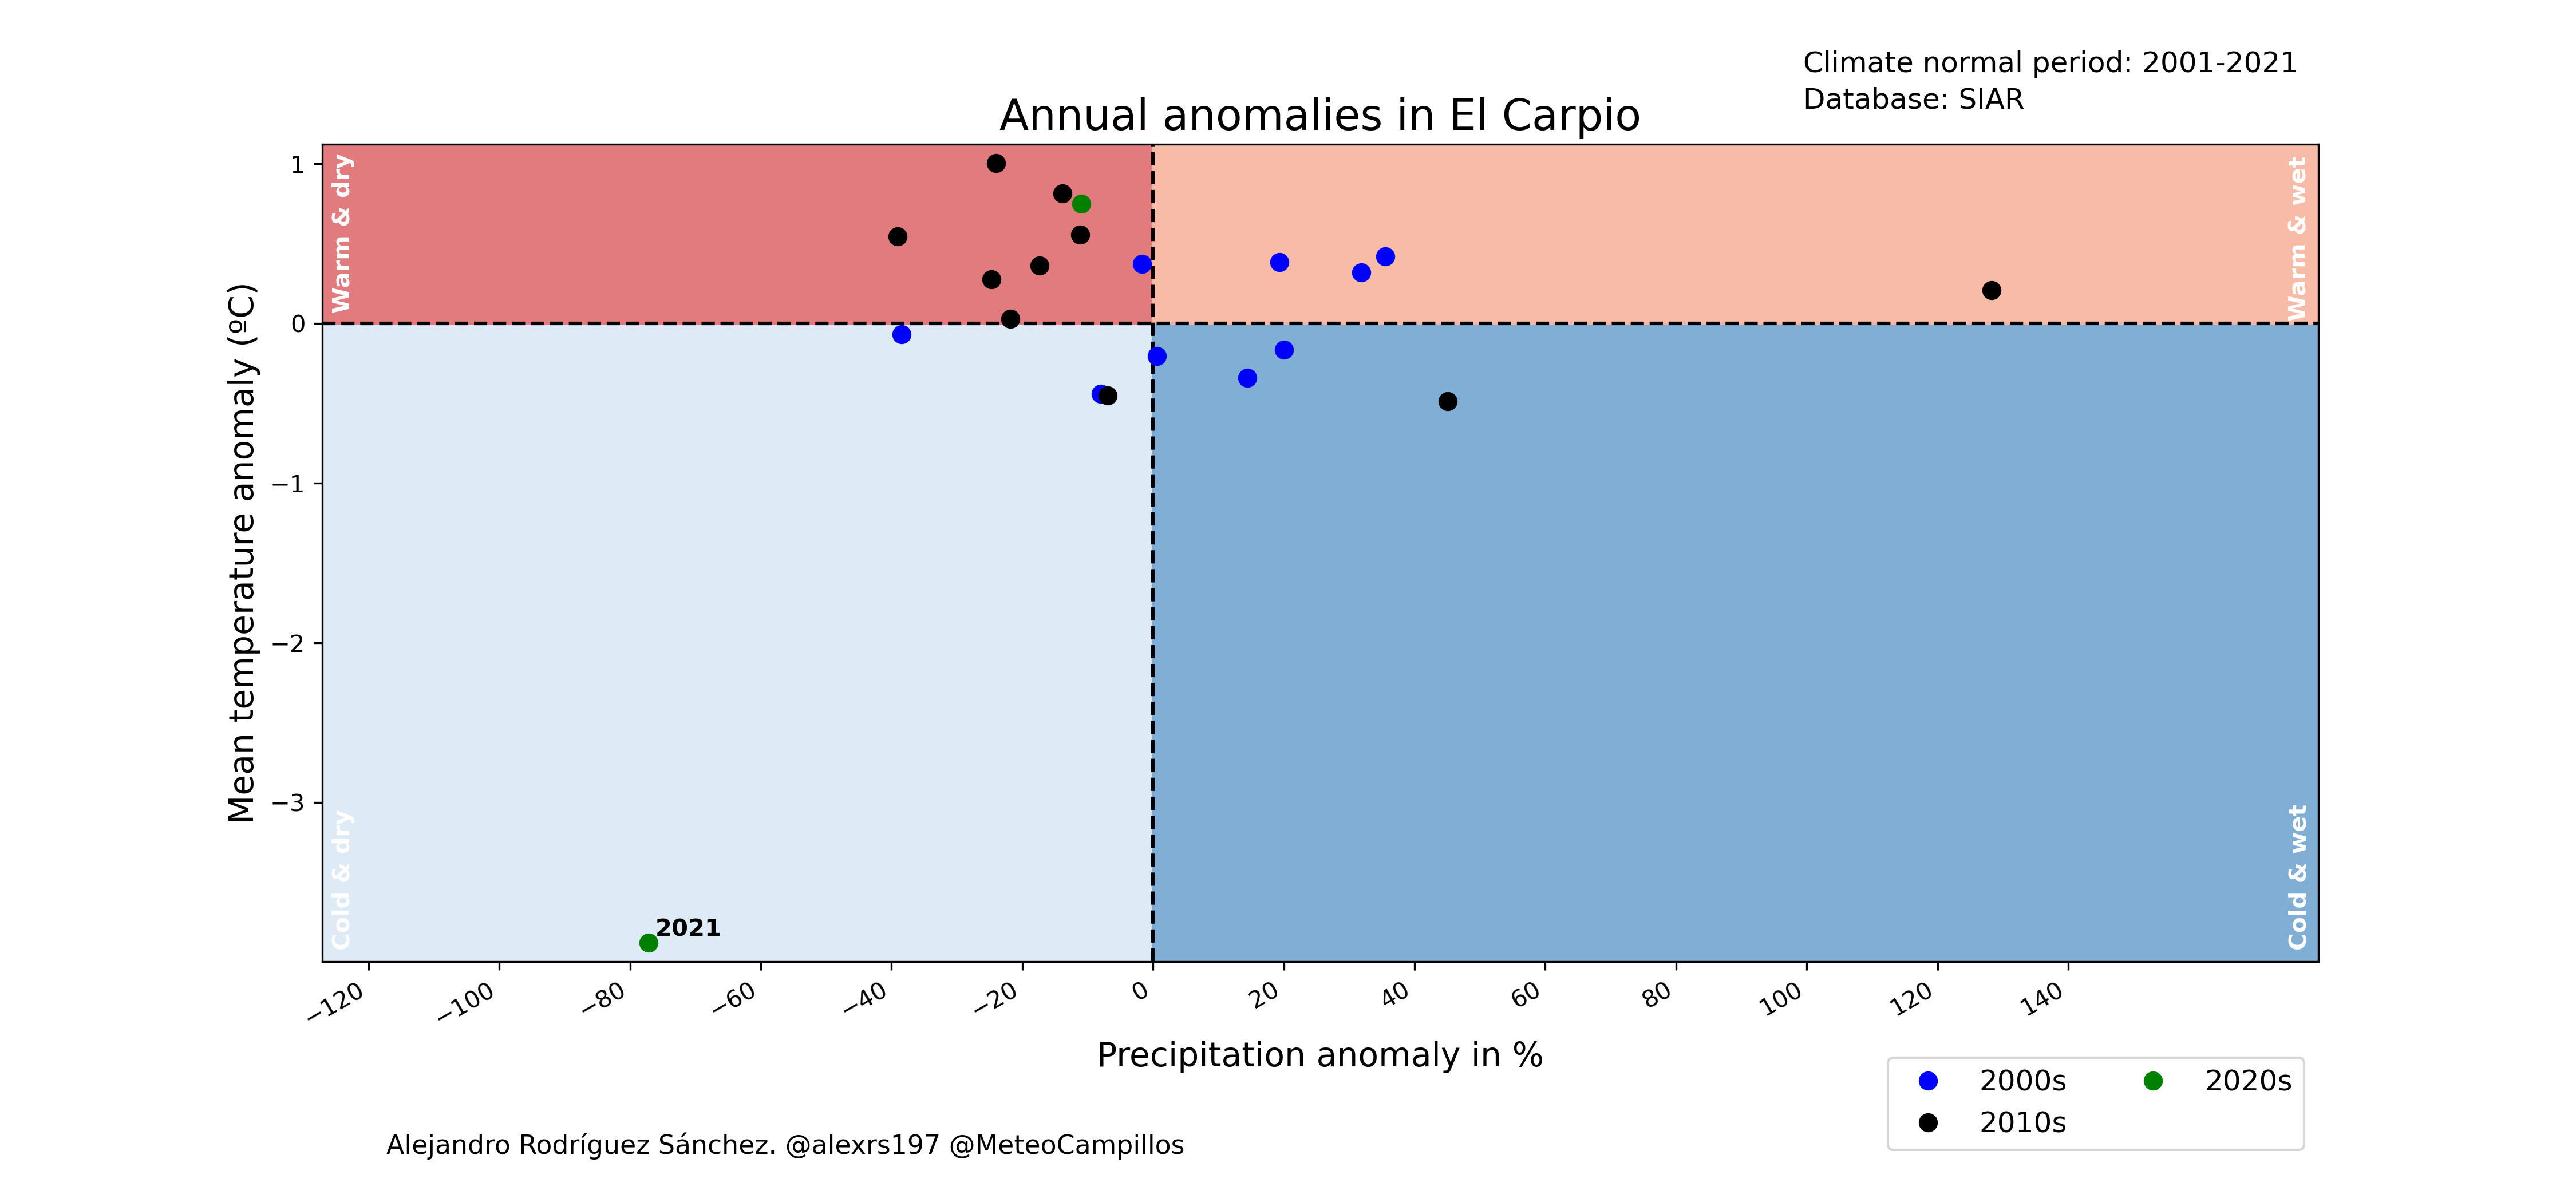 Climate normal period: 2001-2021
Database: SIAR
Annual anomalies in El Carpio
Warm & dry
Warm & wet
Cold & dry
Cold & wet
Mean temperature anomaly (ºC)
1
0
−1
−2
−3
2021
−120
−100
−80
−60
−40
−20
0
20
40
60
80
100
120
140
Precipitation anomaly in %
2000s
2010s
2020s
Alejandro Rodríguez Sánchez. @alexrs197 @MeteoCampillos